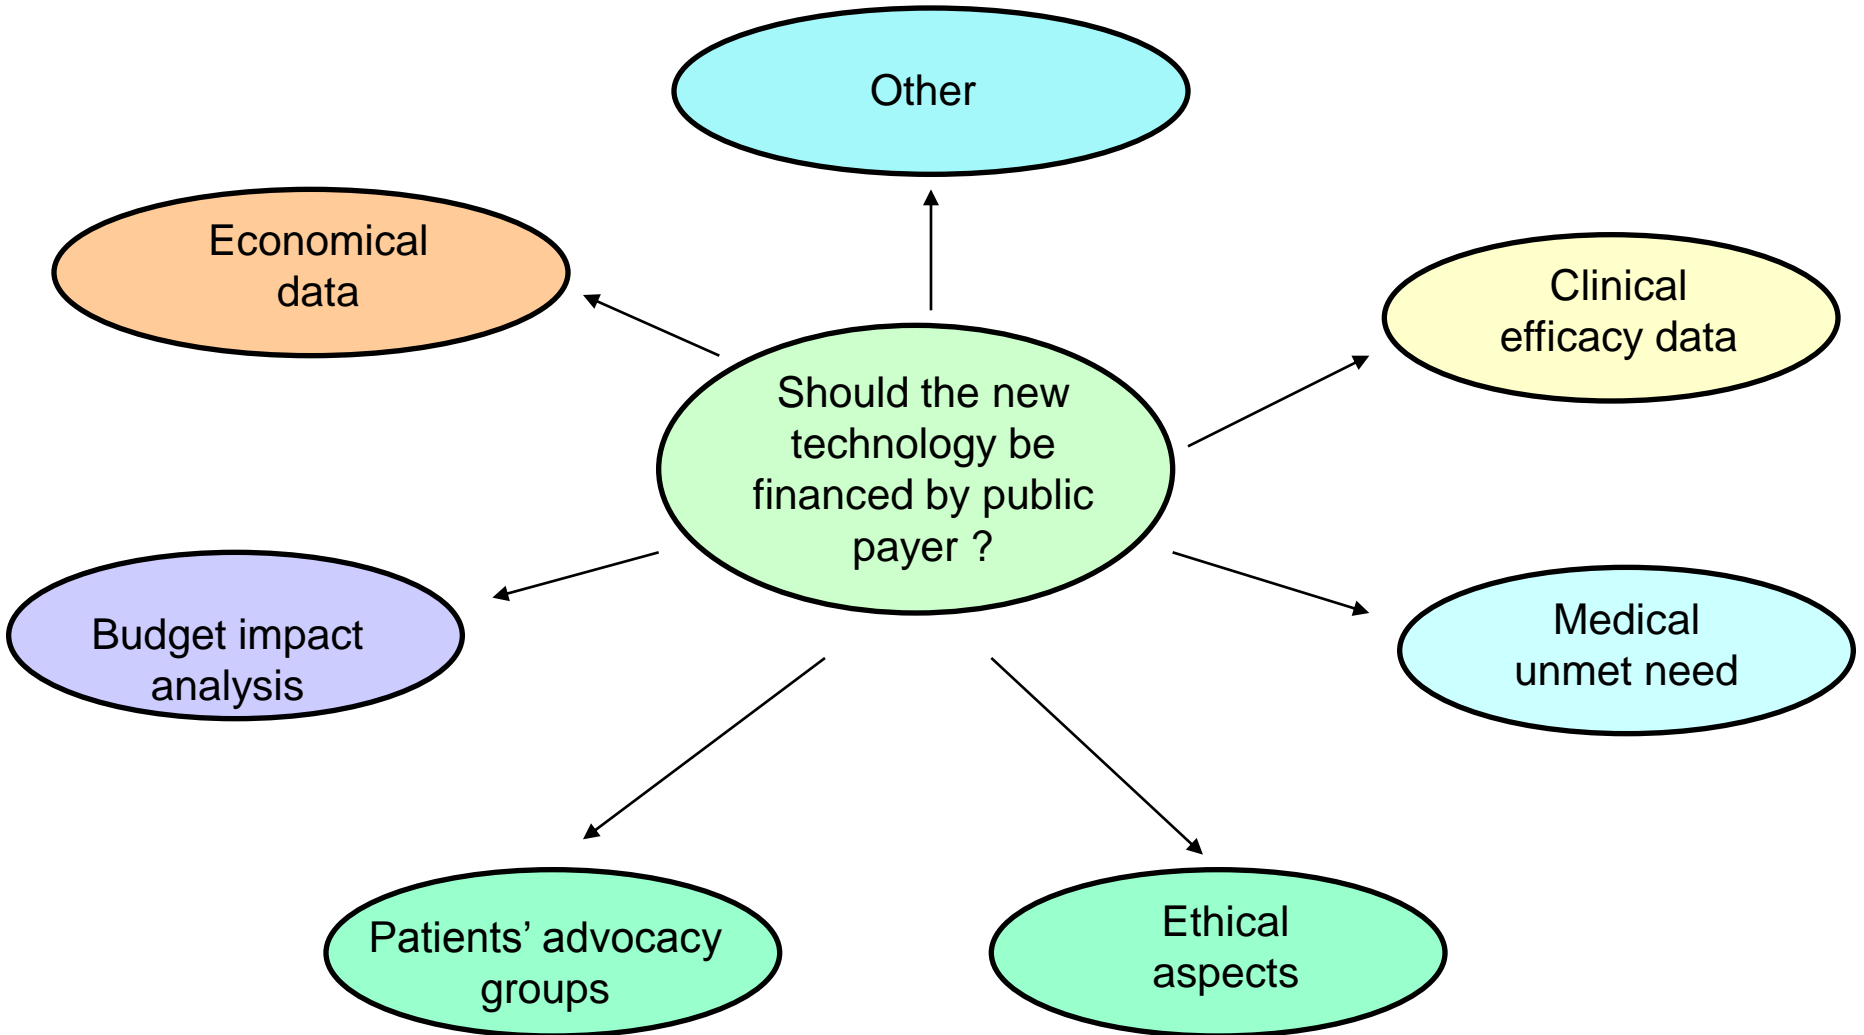 Other
Economical
data
Clinical
efficacy data
Should the new
technology be
financed by public
payer ?
Budget impact
analysis
Medical
unmet need
Patients’ advocacy
groups
Ethical
aspects